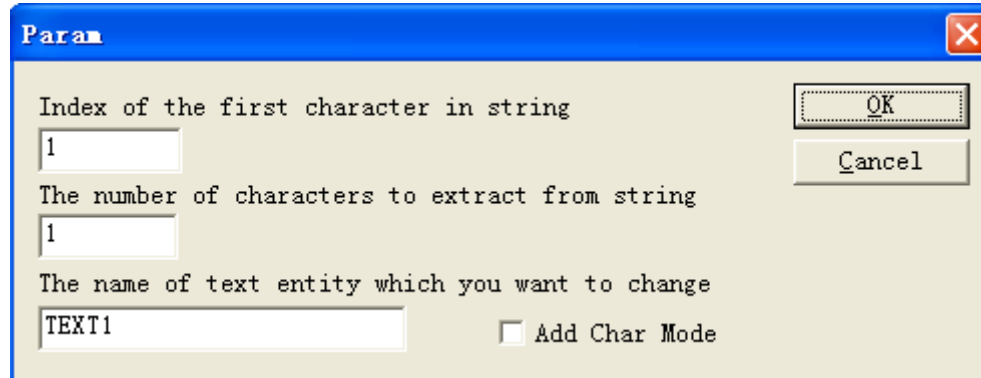 Param
Index of the first character in string
OK
1
Cancel
The number of characters to extract from string
1
The name of text entity which you want to change
TEXT1
Add Char Mode